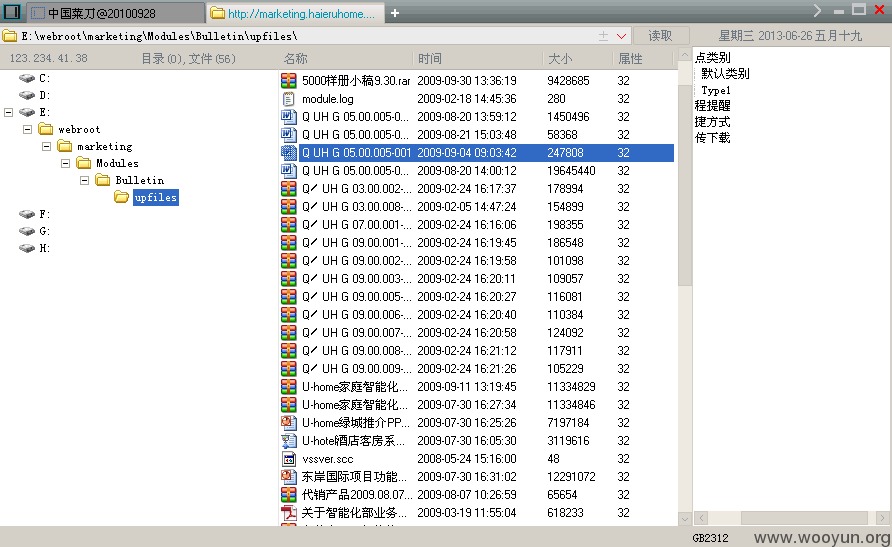 中国菜刀@20100928
http://marketing.haieruhome....
E:\webroot\marketing\Modules\Bulletin\upfiles\
读取
星期三 2013-06-26 五月十九
123.234.41.38 目录(0),文件(56)
名称 时间 大小 属性
C:
D:
E:
webroot
marketing
Modules
Bulletin
upfiles
F:
G:
H:
5000样册小稿9.30.rar 2009-09-30 13:36:19 9428685 32
module.log 2009-02-18 14:45:36 280 32
Q UH G 05.00.005-0... 2009-08-20 13:59:12 1450496 32
Q UH G 05.00.005-0... 2009-08-21 15:03:48 58368 32
Q UH G 05.00.005-001 2009-09-04 09:03:42 247808 32
Q UH G 05.00.005-0... 2009-08-20 14:00:12 19645440 32
Q／ UH G 03.00.002-... 2009-02-24 16:17:37 178994 32
Q／ UH G 03.00.008-... 2009-02-05 14:47:24 154899 32
Q／ UH G 07.00.001-... 2009-02-24 16:16:06 198355 32
Q／ UH G 09.00.001-... 2009-02-24 16:19:45 186548 32
Q／ UH G 09.00.002-... 2009-02-24 16:19:58 101098 32
Q／ UH G 09.00.003-... 2009-02-24 16:20:11 109057 32
Q／ UH G 09.00.005-... 2009-02-24 16:20:27 116081 32
Q／ UH G 09.00.006-... 2009-02-24 16:20:40 110384 32
Q／ UH G 09.00.007-... 2009-02-24 16:20:58 124092 32
Q／ UH G 09.00.008-... 2009-02-24 16:21:12 117911 32
Q／ UH G 09.00.009-... 2009-02-24 16:21:26 105229 32
U-home家庭智能化... 2009-09-11 13:19:45 11334829 32
U-home家庭智能化... 2009-07-30 16:27:34 11334846 32
U-home绿城推介PP... 2009-07-30 16:25:26 7197184 32
U-hotel酒店客房系... 2009-07-30 16:05:30 3119616 32
vssver.scc 2008-05-24 15:16:00 48 32
东岸国际项目功能... 2009-07-30 16:31:02 12291072 32
代销产品2009.08.07... 2009-08-07 10:26:59 65654 32
关于智能化部业务... 2009-03-19 11:55:04 618233 32
点类别
默认类别
Type1
程提醒
捷方式
传下载
GB2312
www.wooyun.org